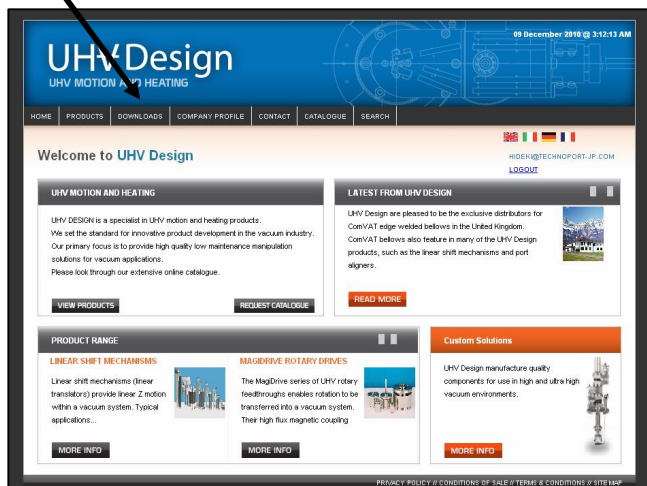 09 December 2010 @ 3:12:13 AM
UHV Design
UHV MOTION AND HEATING
HOME PRODUCTS DOWNLOADS COMPANY PROFILE CONTACT CATALOGUE SEARCH
Welcome to UHV Design
HIDEKI@TECHNOPORT-JP.COM
LOGOUT
UHV MOTION AND HEATING
UHV DESIGN is a specialist in UHV motion and heating products.
We set the standard for innovative product development in the vacuum industry.
Our primary focus is to provide high quality low maintenance manipulation
solutions for vacuum applications.
Please look through our extensive online catalogue.
VIEW PRODUCTS
REQUEST CATALOGUE
LATEST FROM UHV DESIGN
UHV Design are pleased to be the exclusive distributors for
ComVAT edge welded bellows in the United Kingdom.
ComVAT bellows also feature in many of the UHV Design
products, such as the linear shift mechanisms and port
aligners.
READ MORE
PRODUCT RANGE
LINEAR SHIFT MECHANISMS
Linear shift mechanisms (linear
translators) provide linear Z motion
within a vacuum system. Typical
applications...
MORE INFO
MAGIDRIVE ROTARY DRIVES
The MagiDrive series of UHV rotary
feedthroughs enables rotation to be
transferred into a vacuum system.
Their high flux magnetic coupling
MORE INFO
Custom Solutions
UHV Design manufacture quality
components for use in high and ultra high
vacuum environments.
MORE INFO
PRIVACY POLICY // CONDITIONS OF SALE // TERMS & CONDITIONS // SITE MAP